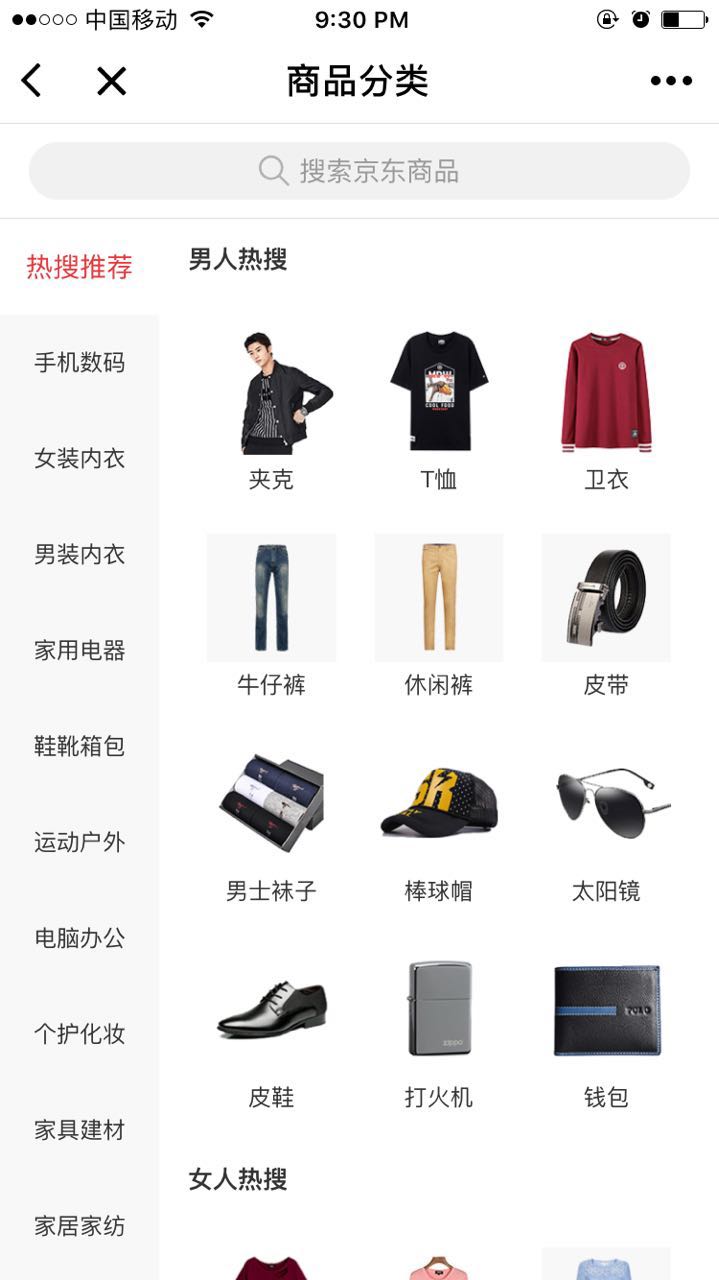 中国移动 9:30 PM
商品分类
搜索京东商品
热搜推荐
手机数码
女装内衣
男装内衣
家用电器
鞋靴箱包
运动户外
电脑办公
个护化妆
家具建材
家居家纺
男人热搜
COOL FOOD
夹克 T恤 卫衣
牛仔裤 休闲裤 皮带
男士袜子 棒球帽 太阳镜
zippo
POLO
皮鞋 打火机 钱包
女人热搜